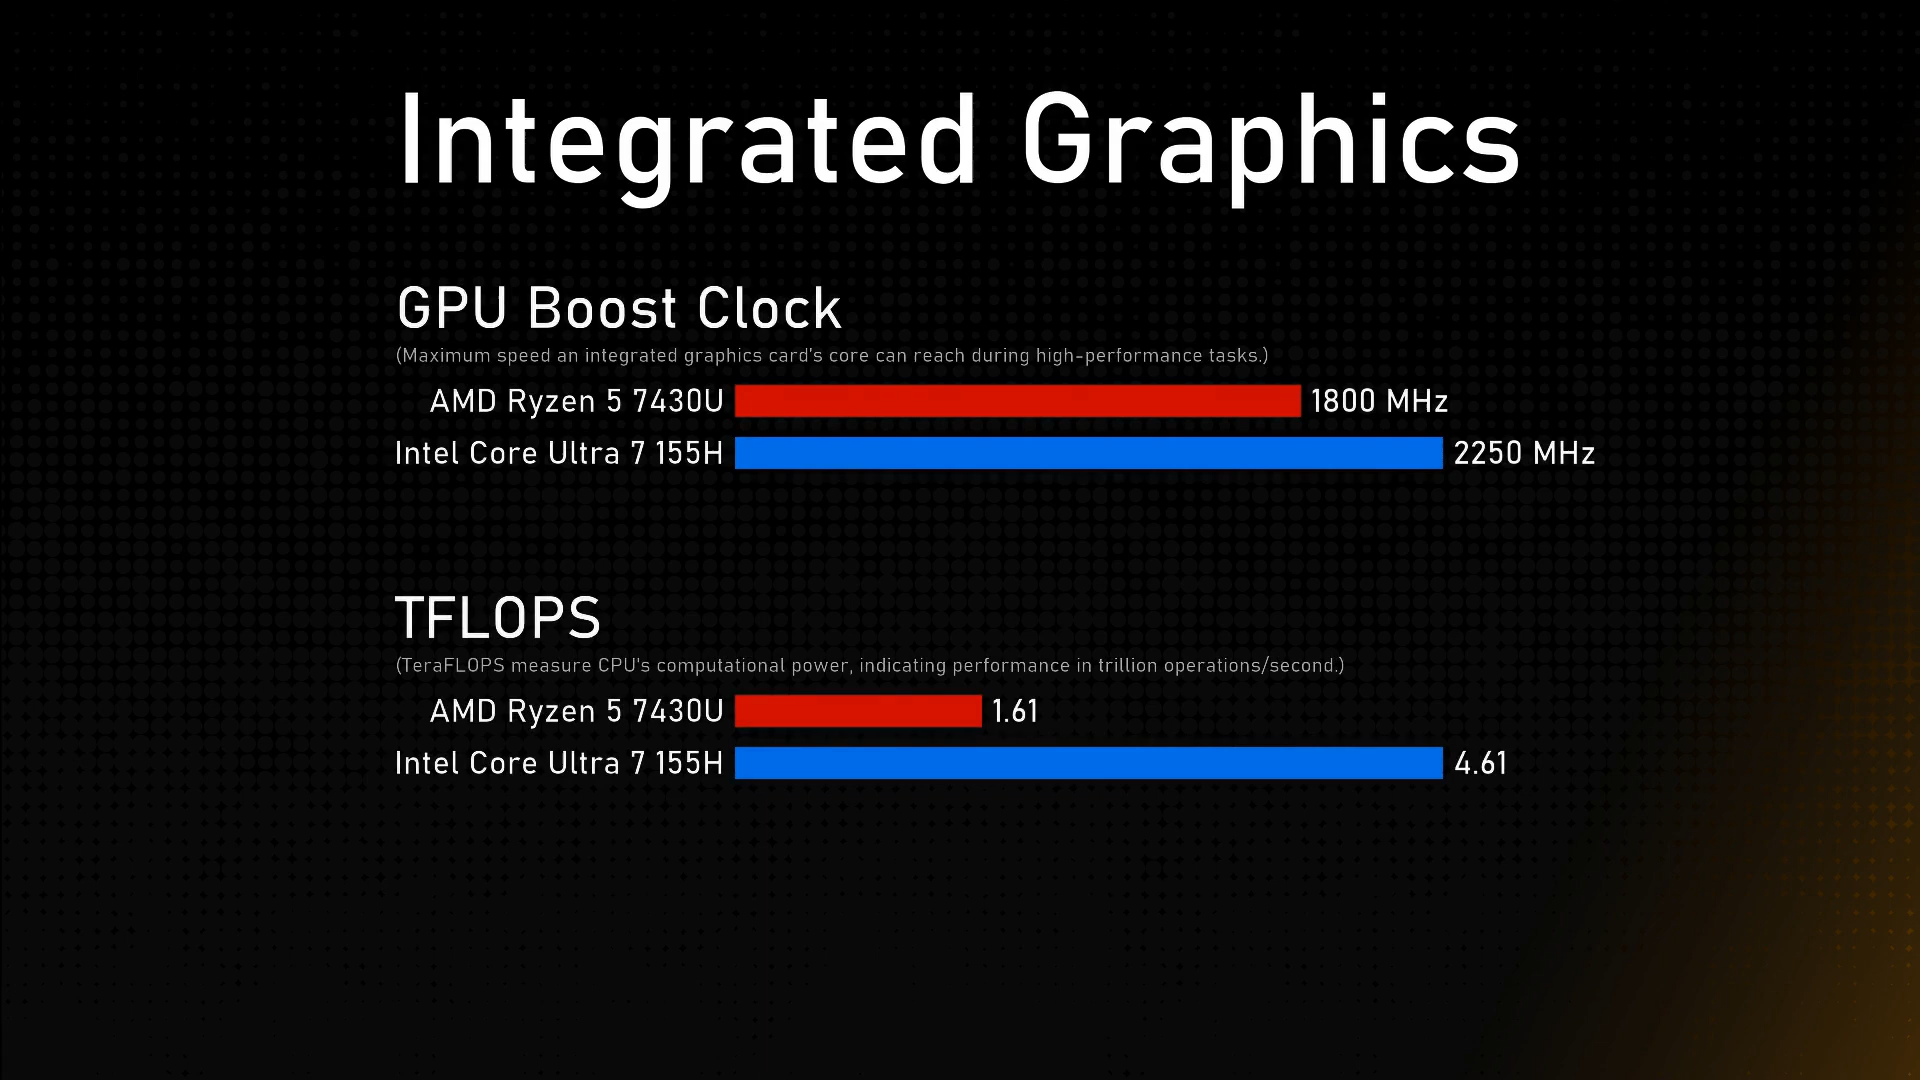 Integrated Graphics
GPU Boost Clock
(Maximum speed an integrated graphics card's core can reach during high-performance tasks.)
AMD Ryzen 5 7430U 1800 MHz
Intel Core Ultra 7 155H 2250 MHz
TFLOPS
(TeraFLOPS measure CPU's computational power, indicating performance in trillion operations/second.)
AMD Ryzen 5 7430U 1.61
Intel Core Ultra 7 155H 4.61